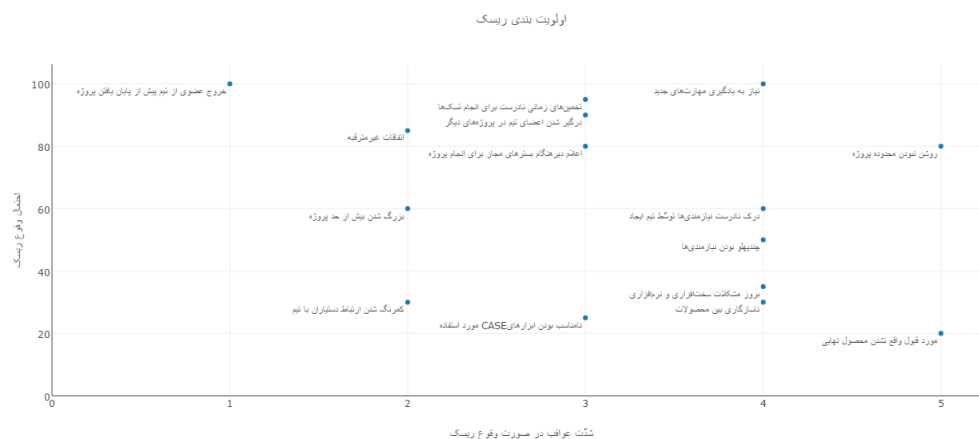 اولویت بندی ریسک
100
80
60
40
20
0
احتمال وقوع ریسک
خروج عضوی از تیم پیش از پایان یافتن پروژه
نیاز به یادگیری مهارت‌های جدید
تخمین‌های زمانی نادرست برای انجام تسک‌ها
درگیر شدن اعضای تیم در پروژه‌های دیگر
اتفاقات غیرمترقبه
اعلام دیرهنگام بسترهای مجاز برای انجام پروژه
روشن نبودن محدوده پروژه
بزرگ شدن بیش از حد پروژه
درک نادرست نیازمندی‌ها توسط تیم ایجاد
چندپهلو بودن نیازمندی‌ها
بروز مشکلات سخت‌افزاری و نرم‌افزاری
کمرنگ شدن ارتباط دستیاران با تیم
ناسازگاری بین محصولات
نامناسب بودن ابزارهای CASE مورد استفاده
مورد قبول واقع نشدن محصول نهایی
0 1 2 3 4 5
شدّت عواقب در صورت وقوع ریسک